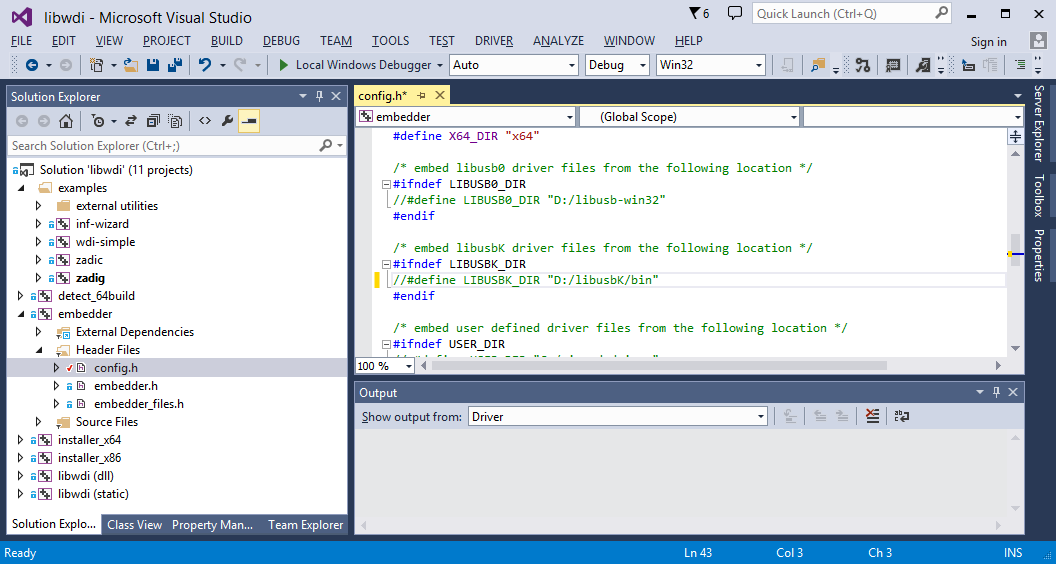 libwdi - Microsoft Visual Studio
6
Quick Launch (Ctrl+Q)
FILE EDIT VIEW PROJECT BUILD DEBUG TEAM TOOLS TEST DRIVER ANALYZE WINDOW HELP
Sign in
Local Windows Debugger Auto Debug Win32
Solution Explorer
Search Solution Explorer (Ctrl+;)
Solution 'libwdi' (11 projects)
examples
external utilities
inf-wizard
wdi-simple
zadic
zadig
detect_64build
embedder
External Dependencies
Header Files
config.h
embedder.h
embedder_files.h
Source Files
installer_x64
installer_x86
libwdi (dll)
libwdi (static)
Solution Explo... Class View Property Man... Team Explorer
config.h*
embedder (Global Scope)
#define X64_DIR "x64"
/* embed libusb0 driver files from the following location */
#ifndef LIBUSB0_DIR
//#define LIBUSB0_DIR "D:/libusb-win32"
#endif
/* embed libusbK driver files from the following location */
#ifndef LIBUSBK_DIR
//#define LIBUSBK_DIR "D:/libusbK/bin"
#endif
/* embed user defined driver files from the following location */
#ifndef USER_DIR
100 %
Output
Show output from: Driver
Server Explorer
Toolbox
Properties
Ready Ln 43 Col 3 Ch 3 INS